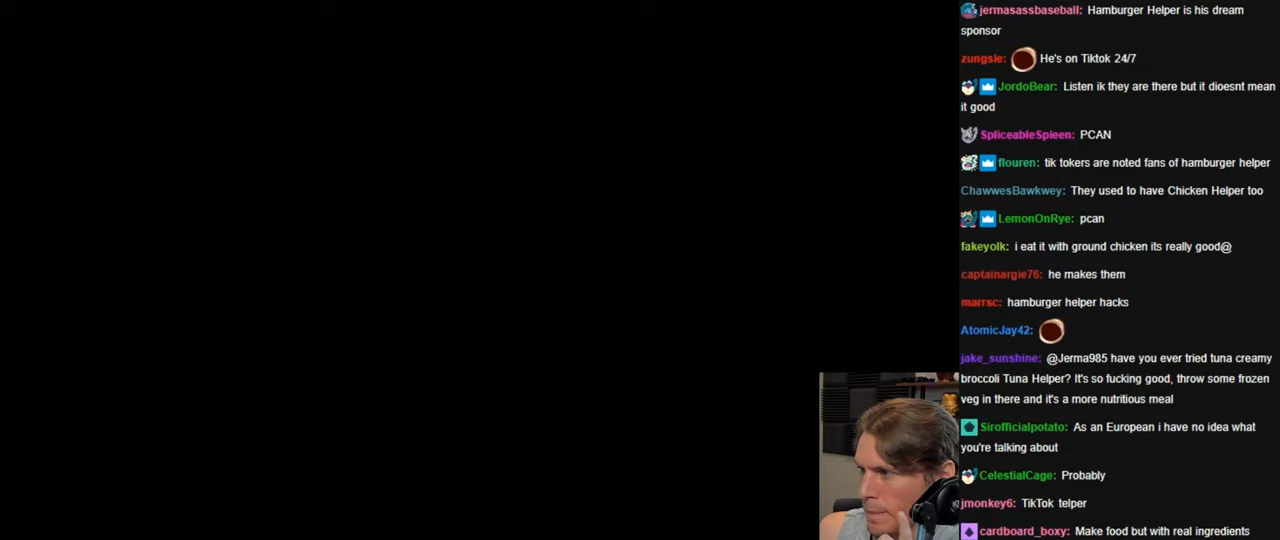 jermasassbaseball: Hamburger Helper is his dream
sponsor
zungsie: He's on Tiktok 24/7
JordoBear: Listen ik they are there but it dioesnt mean
it good
SpliceableSpleen: PCAN
flouren: tik tokers are noted fans of hamburger helper
ChawwesBawkwey: They used to have Chicken Helper too
LemonOnRye: pcan
fakeyolk: i eat it with ground chicken its really good@
captainargie76: he makes them
marrsc: hamburger helper hacks
AtomicJay42:
jake_sunshine: @Jerma985 have you ever tried tuna creamy
broccoli Tuna Helper? It's so fucking good, throw some frozen
veg in there and it's a more nutritious meal
Sirofficialpotato: As an European i have no idea what
you're talking about
CelestialCage: Probably
jmonkey6: TikTok telper
cardboard_boxy: Make food but with real ingredients